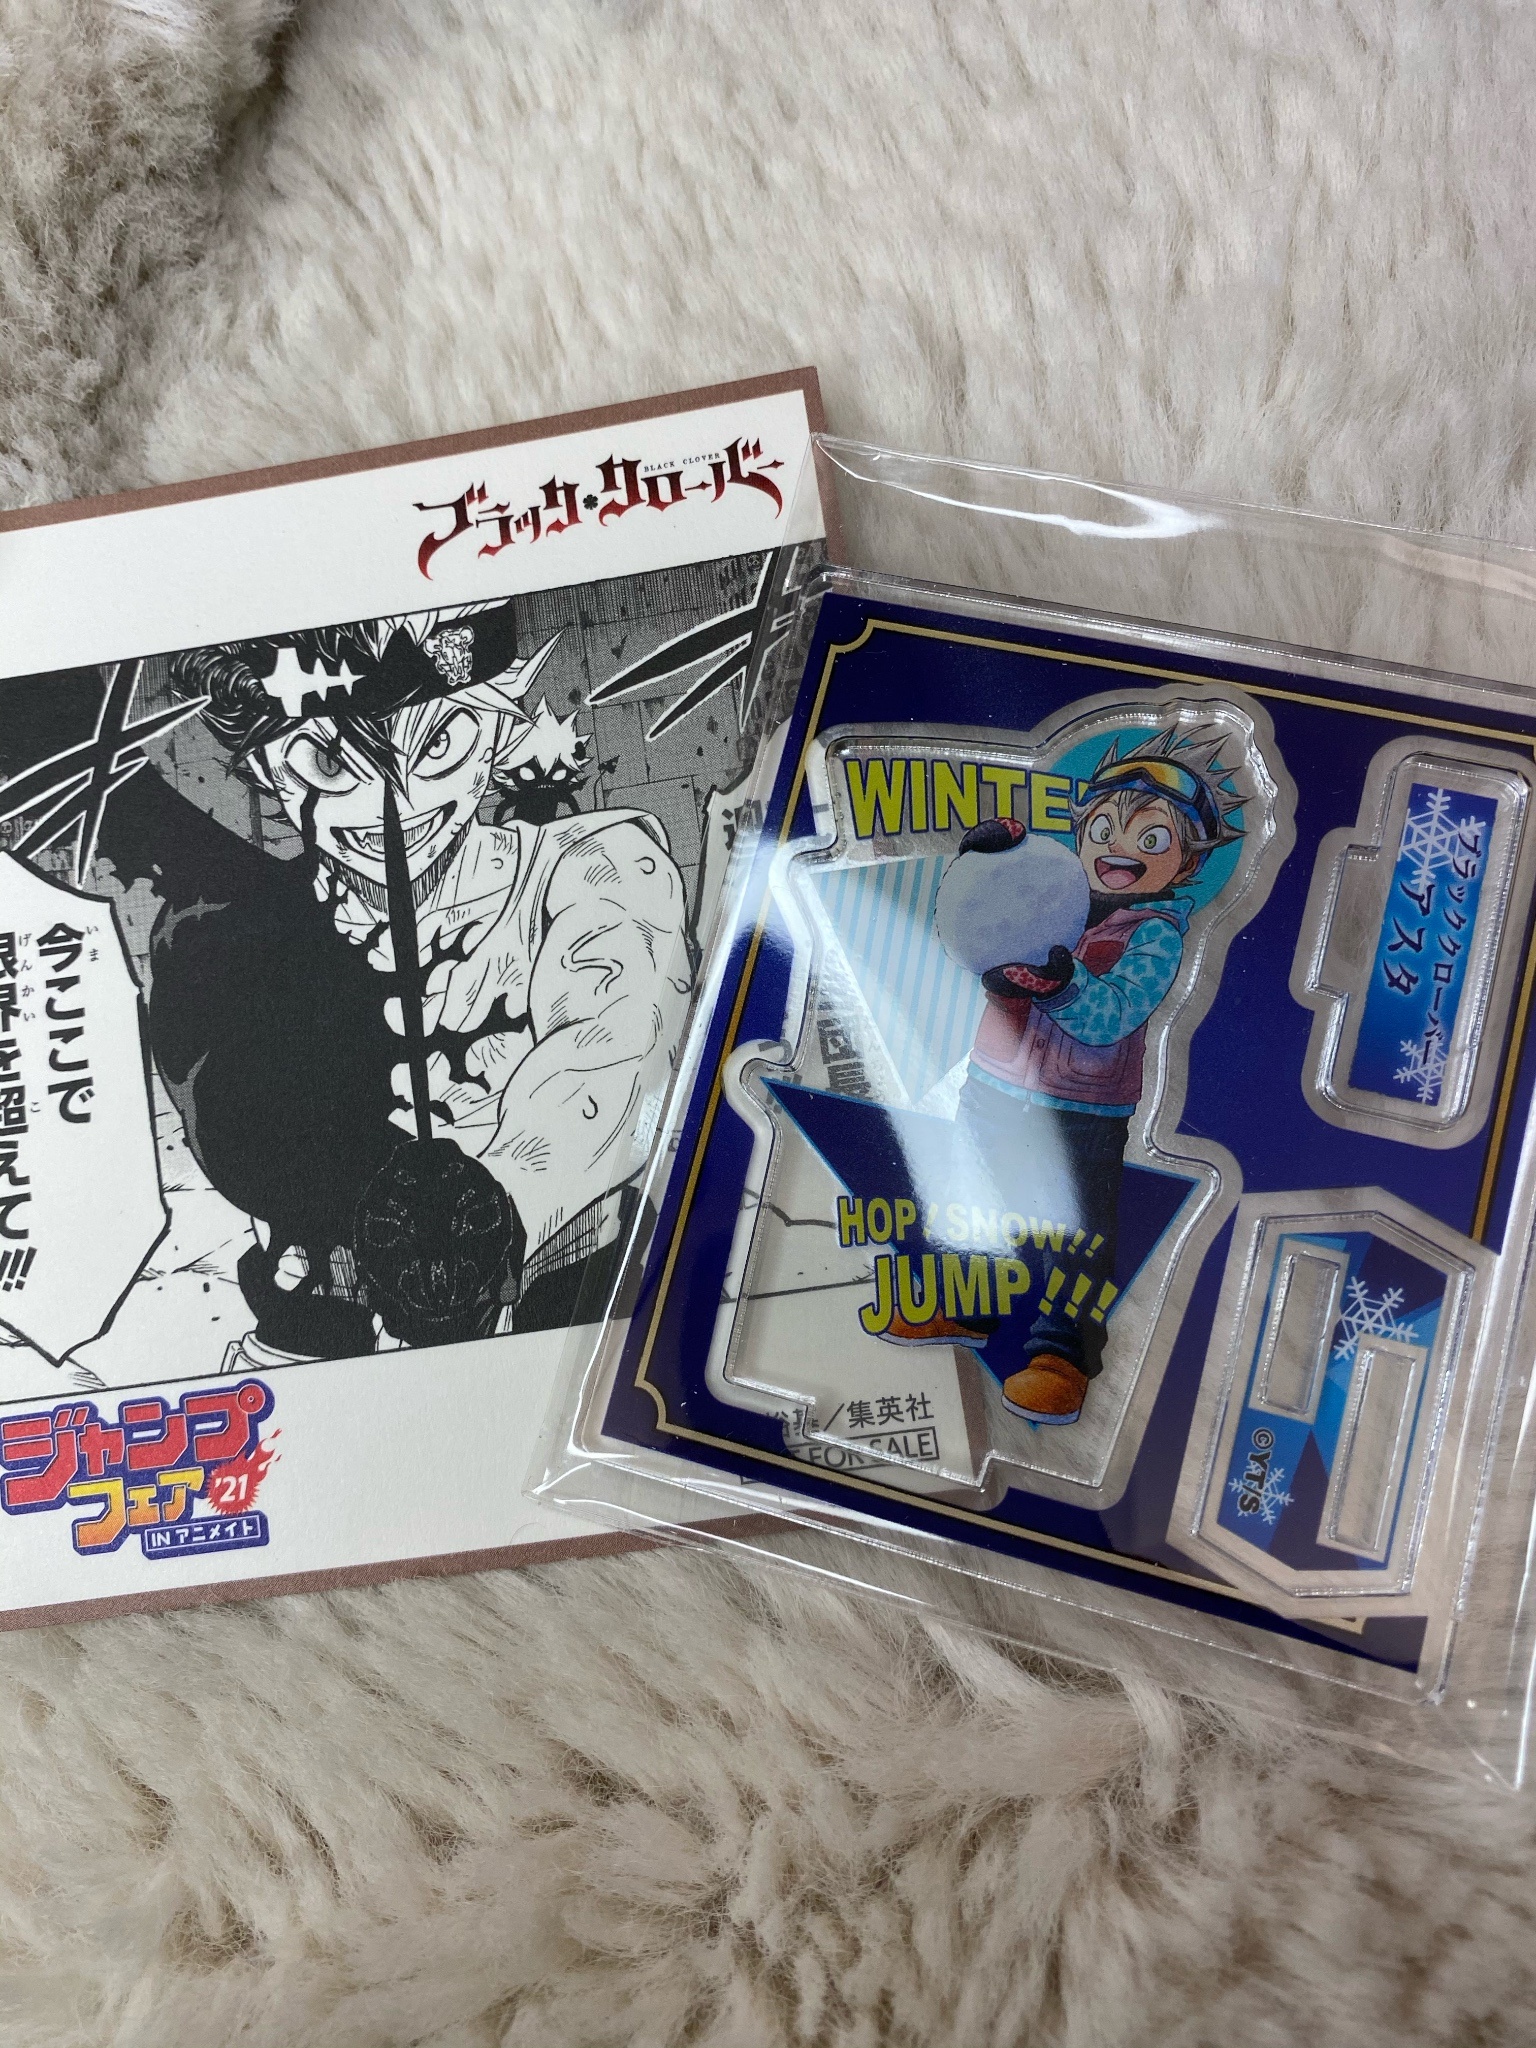 BLACK CLOVER
ブラック クローバー
今ここで
いま
限界を超えて!!!
げんかい
こ
ジャンプ
フェア
'21
IN アニメイト
集英社
FOR SALE
WINTE
HOP! SNOW!!
JUMP!!!
ブラッククローバー
アスタ
©YT/S